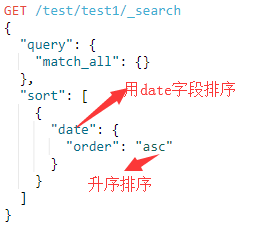 GET /test/test1/_search
{
  "query": {
    "match_all": {}
  },
  "sort": [
    {
用date字段排序
      "date": {
        "order": "asc"
      }
升序排序
    }
  ]
}